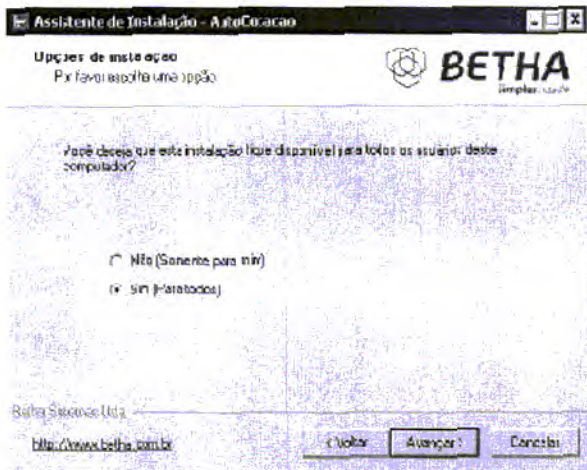 Assistente de Instalação - AutoCotacao
Opções de instalação
Por favor escolha uma opção
BETHA
Você deseja que esta instalação fique disponível para todos os usuários deste
computador?
Não (Somente para mim)
Sim (Para todos)
Betha Sistemas Ltda
http://www.betha.com.br
< Voltar
Avançar >
Cancelar